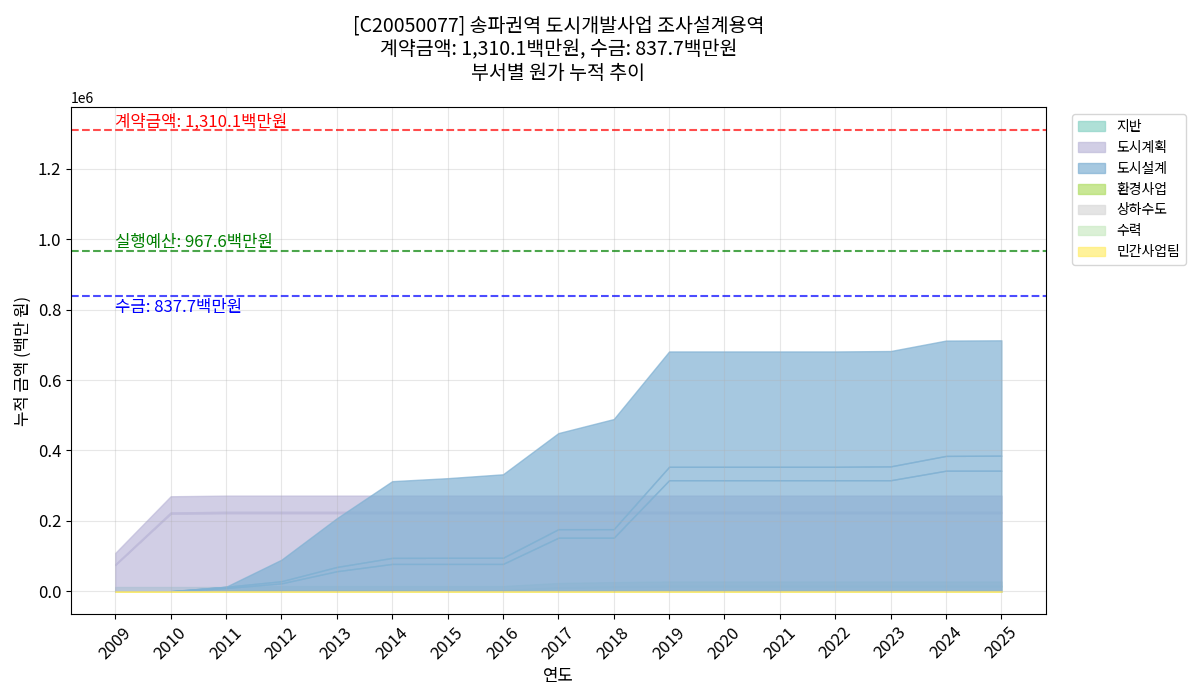 [C20050077] 송파권역 도시개발사업 조사설계용역
계약금액: 1,310.1백만원, 수금: 837.7백만원
부서별 원가 누적 추이
1e6
계약금액: 1,310.1백만원
실행예산: 967.6백만원
수금: 837.7백만원
1.2
1.0
0.8
0.6
0.4
0.2
0.0
누적 금액 (백만 원)
2009
2010
2011
2012
2013
2014
2015
2016
2017
2018
2019
2020
2021
2022
2023
2024
2025
연도
지반
도시계획
도시설계
환경사업
상하수도
수력
민간사업팀